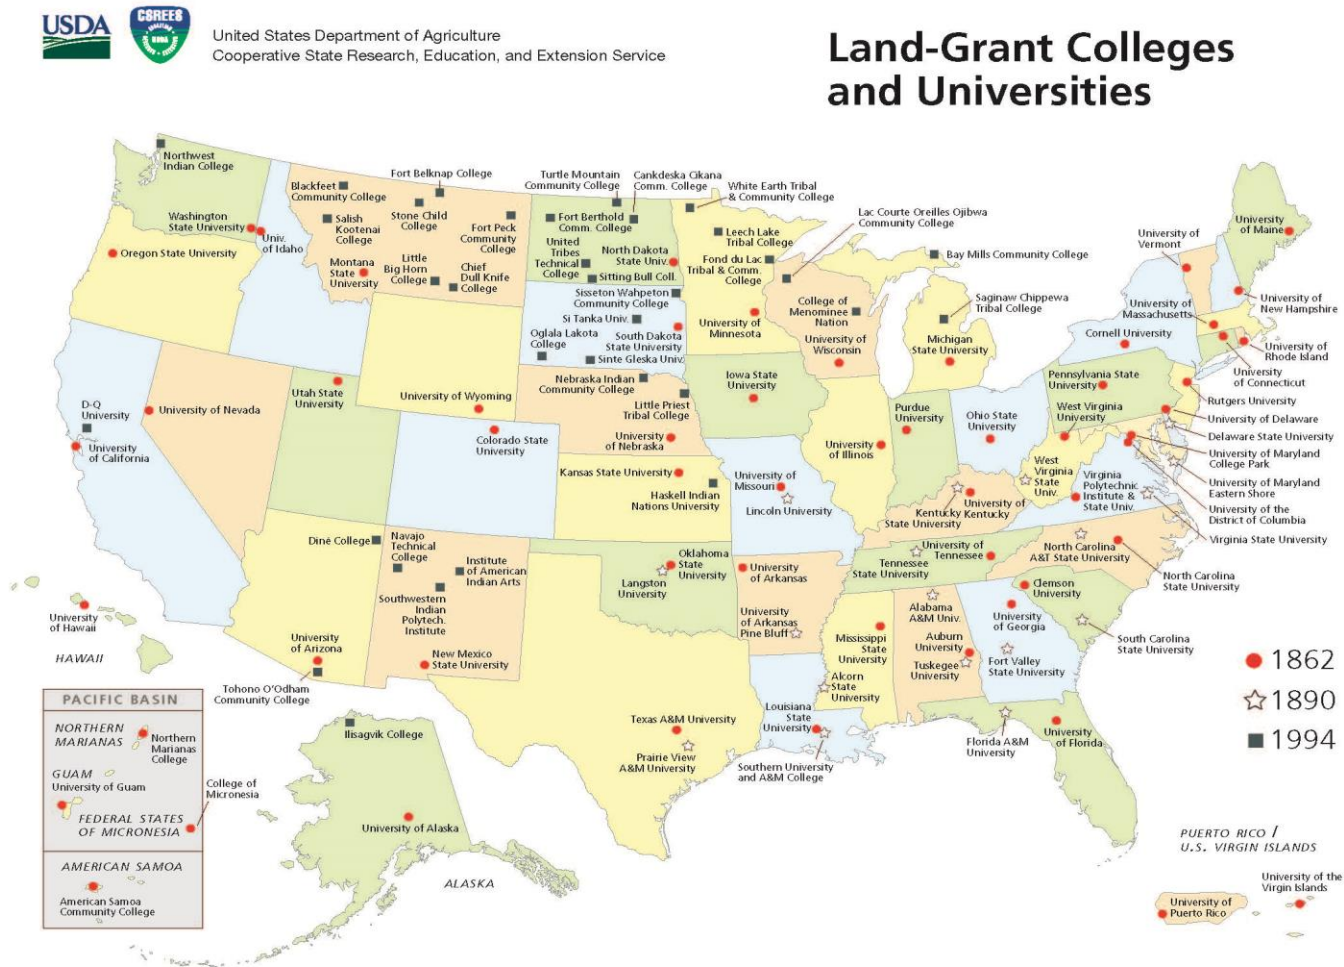 USDA
CSREES
United States Department of Agriculture
Cooperative State Research, Education, and Extension Service
Land-Grant Colleges
and Universities
Northwest
Indian College
Washington
State University
Univ.
of Idaho
Oregon State University
Blackfeet
Community College
Fort Belknap College
Salish
Kootenai
College
Stone Child
College
Fort Peck
Community
College
Montana
State
University
Little
Big Horn
College
Chief
Dull Knife
College
Turtle Mountain
Community College
Cankdeska Cikana
Comm. College
Fort Berthold
Comm. College
United
Tribes
Technical
College
North Dakota
State Univ.
Sitting Bull Coll.
White Earth Tribal
& Community College
Leech Lake
Tribal College
Fond du Lac
Tribal & Comm.
College
University of
Minnesota
Lac Courte Oreilles Ojibwa
Community College
Bay Mills Community College
Saginaw Chippewa
Tribal College
College of
Menominee
Nation
University of
Wisconsin
Michigan
State University
Sisseton Wahpeton
Community College
Si Tanka Univ.
Oglala Lakota
College
South Dakota
State University
Sinte Gleska Univ.
University of
Vermont
University
of Maine
University of
New Hampshire
University of
Massachusetts
Cornell University
University of
Rhode Island
University
of Connecticut
D-Q
University
University
of California
University of Nevada
Utah State
University
University of Wyoming
Colorado State
University
Nebraska Indian
Community College
Little Priest
Tribal College
University
of Nebraska
Iowa State
University
Kansas State University
Haskell Indian
Nations University
University of
Missouri
Lincoln University
University
of Illinois
Purdue
University
Ohio State
University
Pennsylvania State
University
Rutgers University
West Virginia
University
University of Delaware
Delaware State University
University of Maryland
College Park
University of Maryland
Eastern Shore
University of the
District of Columbia
Virginia State University
West
Virginia
State
Univ.
Virginia
Polytechnic
Institute &
State Univ.
Kentucky
State University
University of
Kentucky
University of
Tennessee
Tennessee
State University
North Carolina
A&T State University
North Carolina
State University
Diné College
Navajo
Technical
College
Institute
of American
Indian Arts
Southwestern
Indian
Polytech.
Institute
New Mexico
State University
University
of Arizona
Tohono O'Odham
Community College
Oklahoma
State
University
Langston
University
University
of Arkansas
University
of Arkansas
Pine Bluff
Alabama
A&M Univ.
Auburn
University
Tuskegee
University
Mississippi
State
University
Alcorn
State
University
Clemson
University
University
of Georgia
Fort Valley
State University
South Carolina
State University
Texas A&M University
Prairie View
A&M University
Louisiana
State
University
Southern University
and A&M College
Florida A&M
University
University
of Florida
University
of Hawaii
HAWAII
PACIFIC BASIN
NORTHERN
MARIANAS
Northern
Marianas
College
GUAM
University of Guam
College of
Micronesia
FEDERAL STATES
OF MICRONESIA
AMERICAN SAMOA
American Samoa
Community College
Ilisagvik College
University of Alaska
ALASKA
1862
1890
1994
PUERTO RICO /
U.S. VIRGIN ISLANDS
University of the
Virgin Islands
University of
Puerto Rico